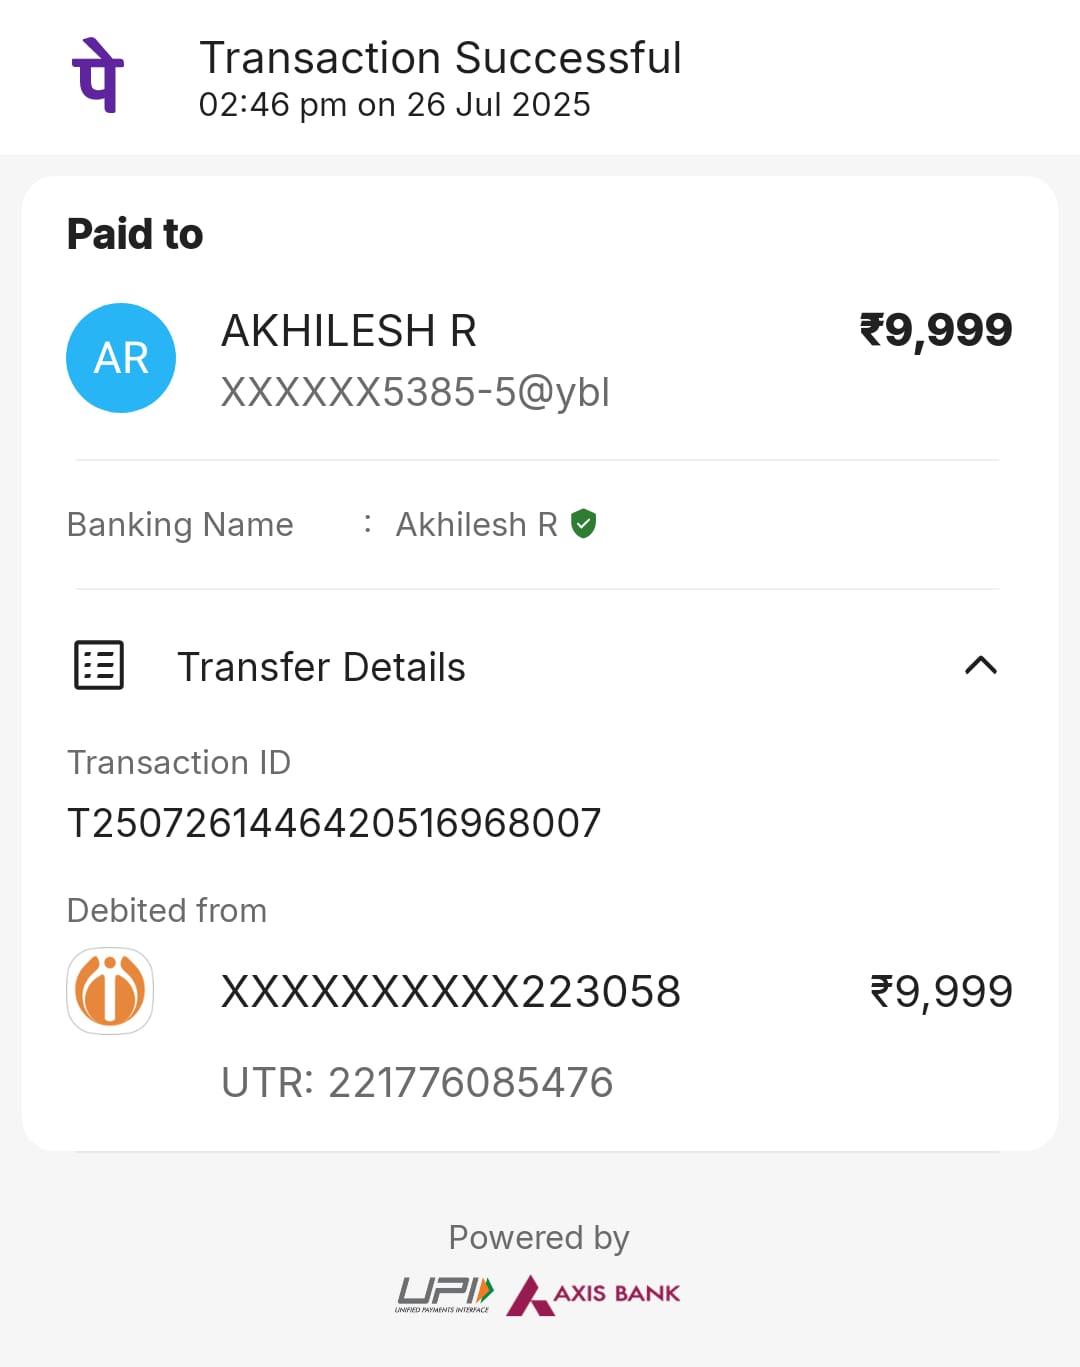 पे
Transaction Successful
02:46 pm on 26 Jul 2025
Paid to
AR
AKHILESH R
₹9,999
XXXXXX5385-5@ybl
Banking Name : Akhilesh R
Transfer Details
Transaction ID
T2507261446420516968007
Debited from
XXXXXXXXXX223058
₹9,999
UTR: 221776085476
Powered by
UPI
UNIFIED PAYMENTS INTERFACE
AXIS BANK